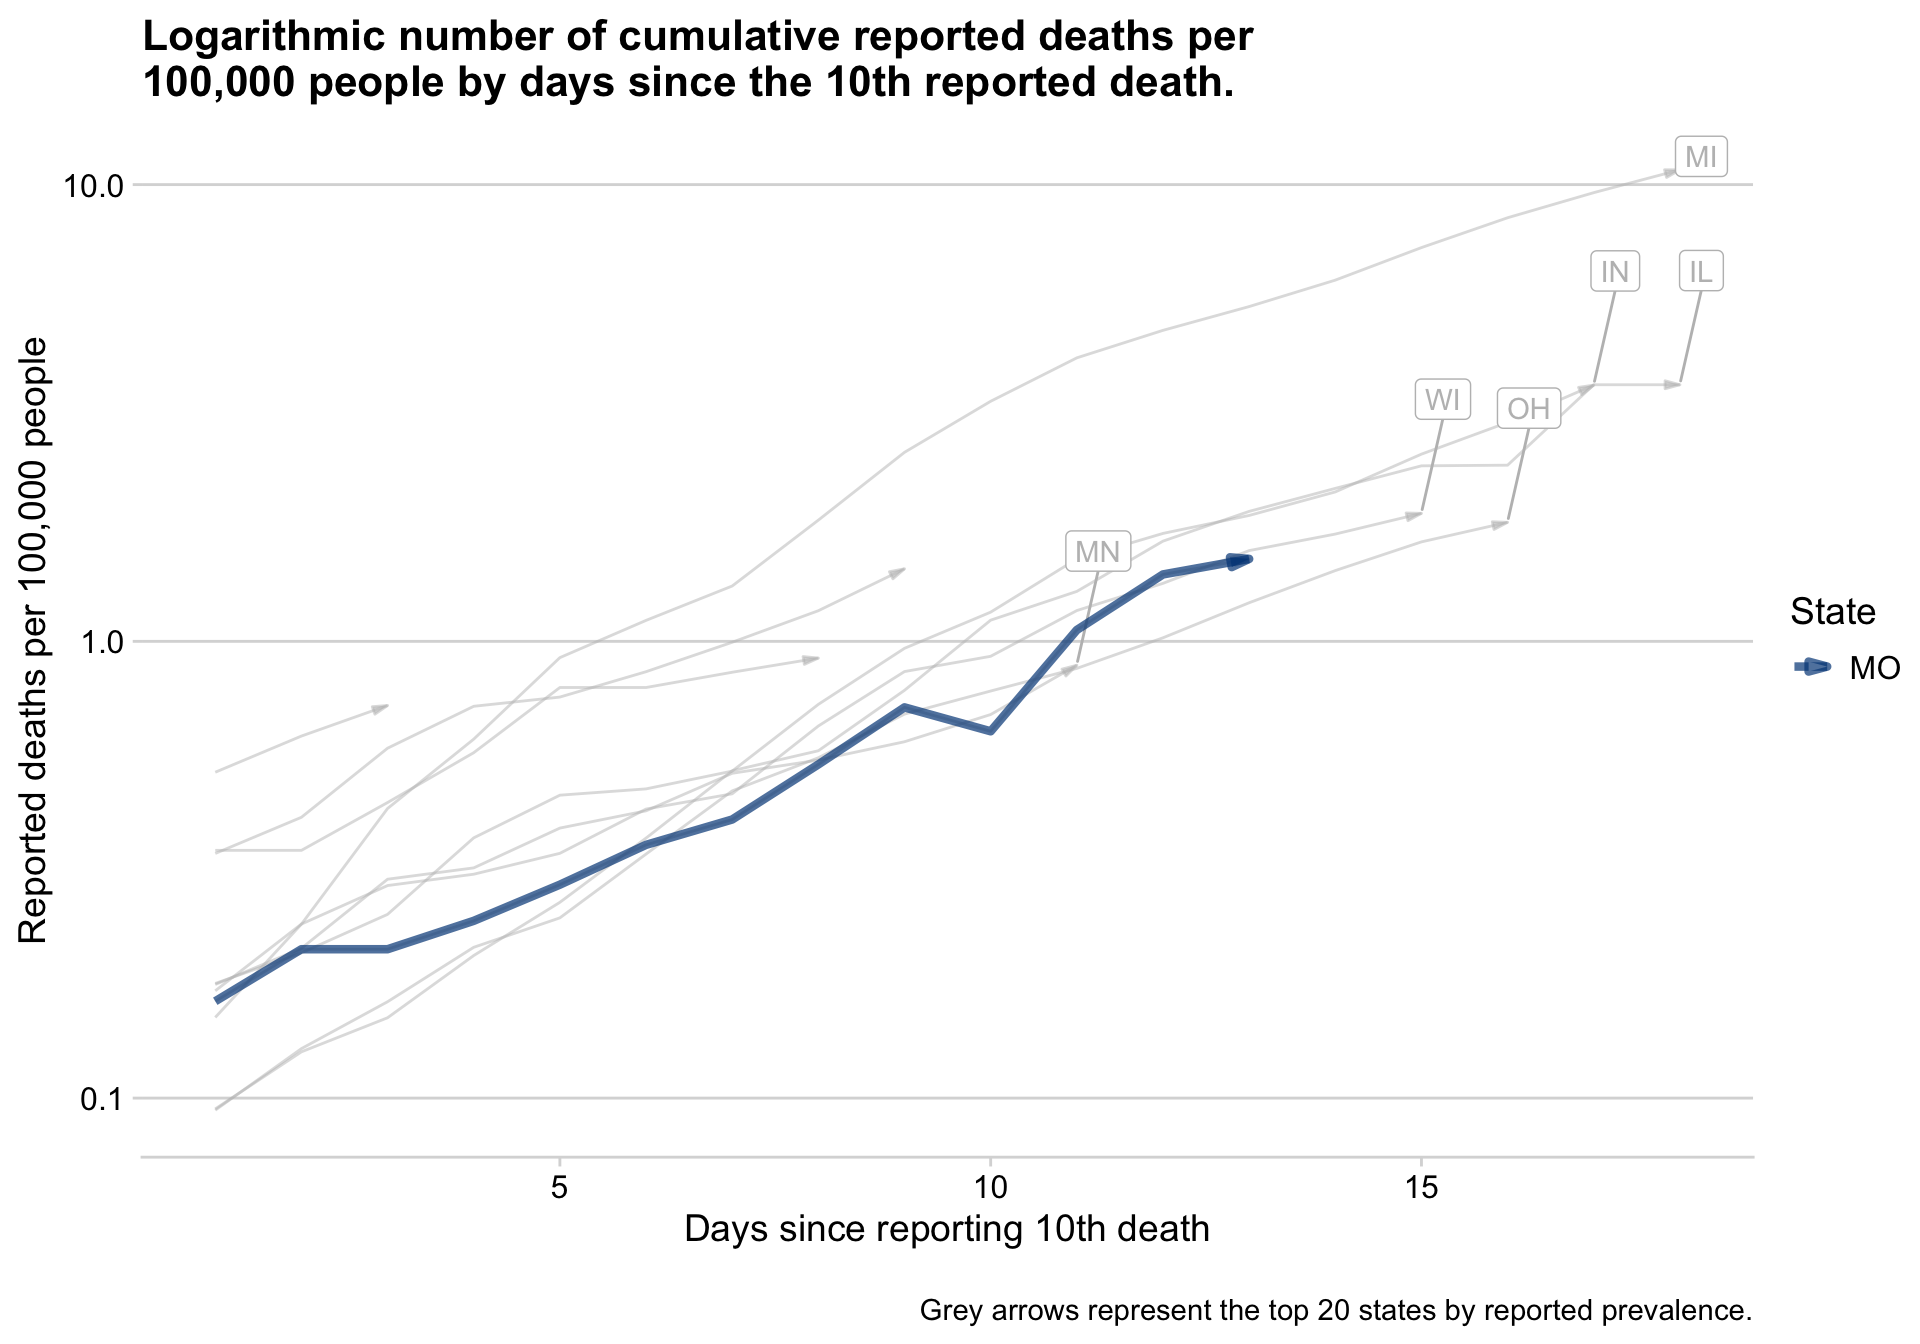 Logarithmic number of cumulative reported deaths per
100,000 people by days since the 10th reported death.
10.0
1.0
0.1
Reported deaths per 100,000 people
MI
IN
IL
WI
OH
MN
State
MO
5
10
15
Days since reporting 10th death
Grey arrows represent the top 20 states by reported prevalence.